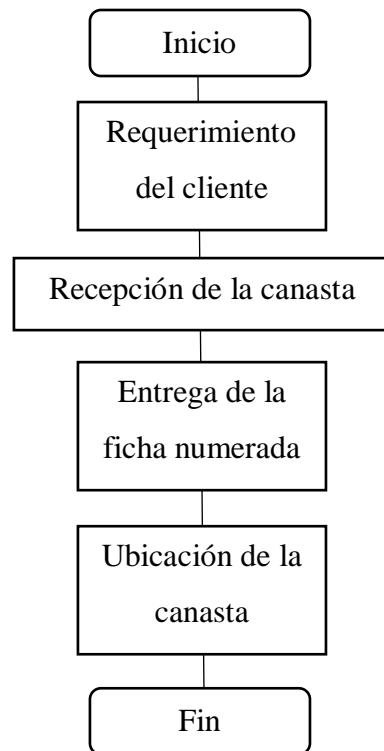 Inicio
Requerimiento
del cliente
Recepción de la canasta
Entrega de la
ficha numerada
Ubicación de la
canasta
Fin